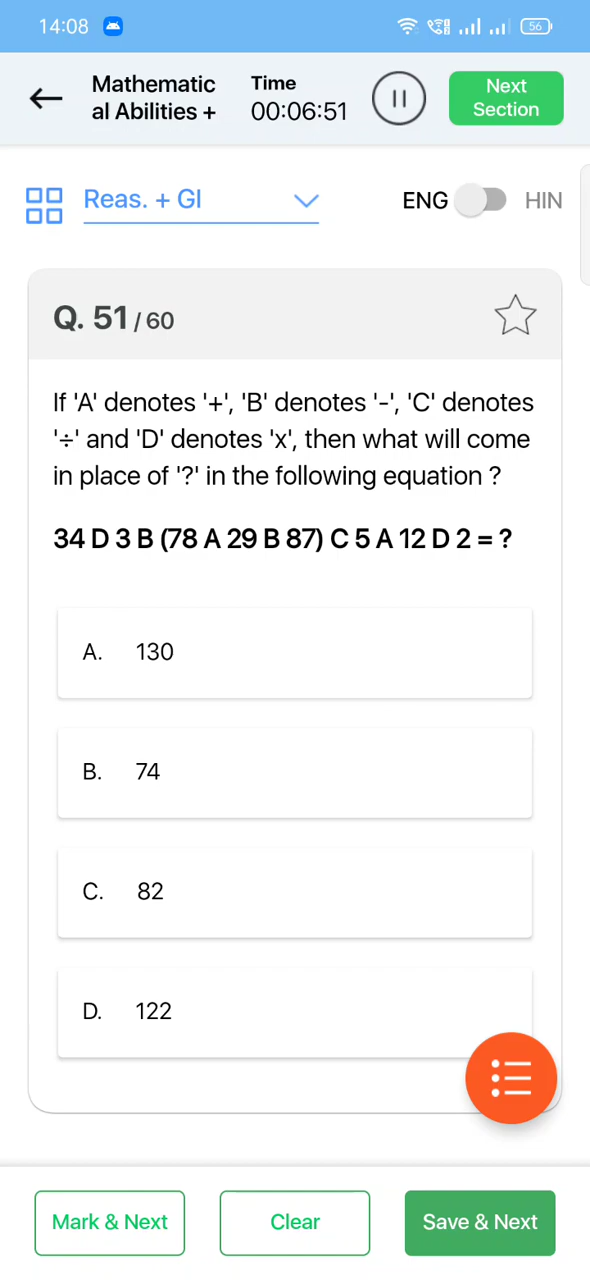 14:08
56
Mathematic
al Abilities +
Time
00:06:51
Next
Section
Reas. + GI
ENG
HIN
Q. 51 / 60
If 'A' denotes '+', 'B' denotes '-', 'C' denotes
'÷' and 'D' denotes 'x', then what will come
in place of '?' in the following equation ?
34 D 3 B (78 A 29 B 87) C 5 A 12 D 2 = ?
A. 130
B. 74
C. 82
D. 122
Mark & Next
Clear
Save & Next